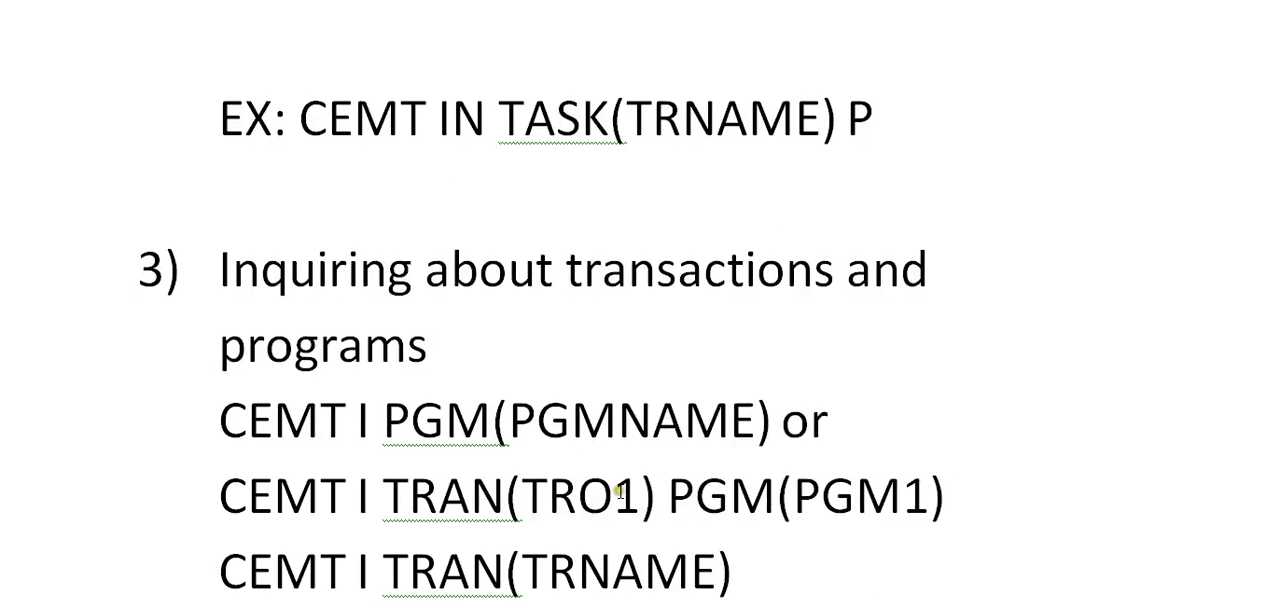 EX: CEMT IN TASK(TRNAME) P
3) Inquiring about transactions and
programs
CEMT I PGM(PGMNAME) or
CEMT I TRAN(TRO1) PGM(PGM1)
CEMT I TRAN(TRNAME)